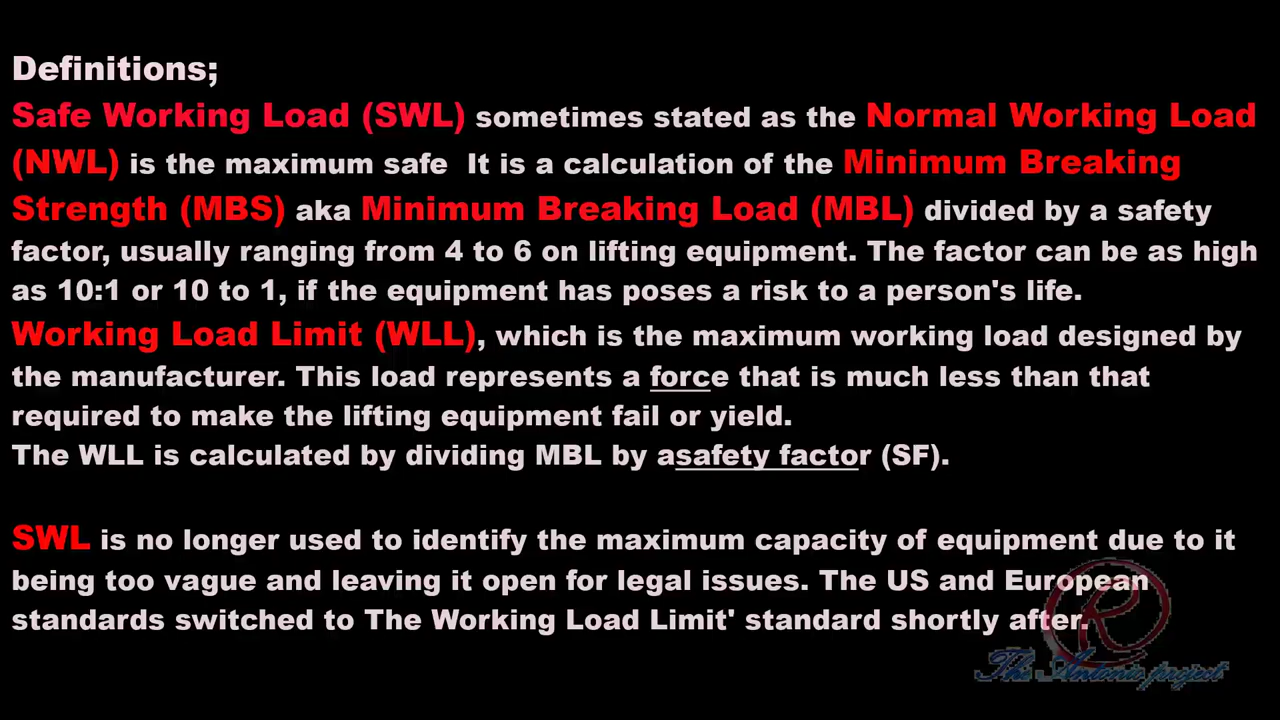 Definitions;
Safe Working Load (SWL) sometimes stated as the Normal Working Load
(NWL) is the maximum safe  It is a calculation of the Minimum Breaking
Strength (MBS) aka Minimum Breaking Load (MBL) divided by a safety
factor, usually ranging from 4 to 6 on lifting equipment. The factor can be as high
as 10:1 or 10 to 1, if the equipment has poses a risk to a person's life.
Working Load Limit (WLL), which is the maximum working load designed by
the manufacturer. This load represents a force that is much less than that
required to make the lifting equipment fail or yield.
The WLL is calculated by dividing MBL by asafety factor (SF).
SWL is no longer used to identify the maximum capacity of equipment due to it
being too vague and leaving it open for legal issues. The US and European
standards switched to The Working Load Limit' standard shortly after.
R
The Antonio project